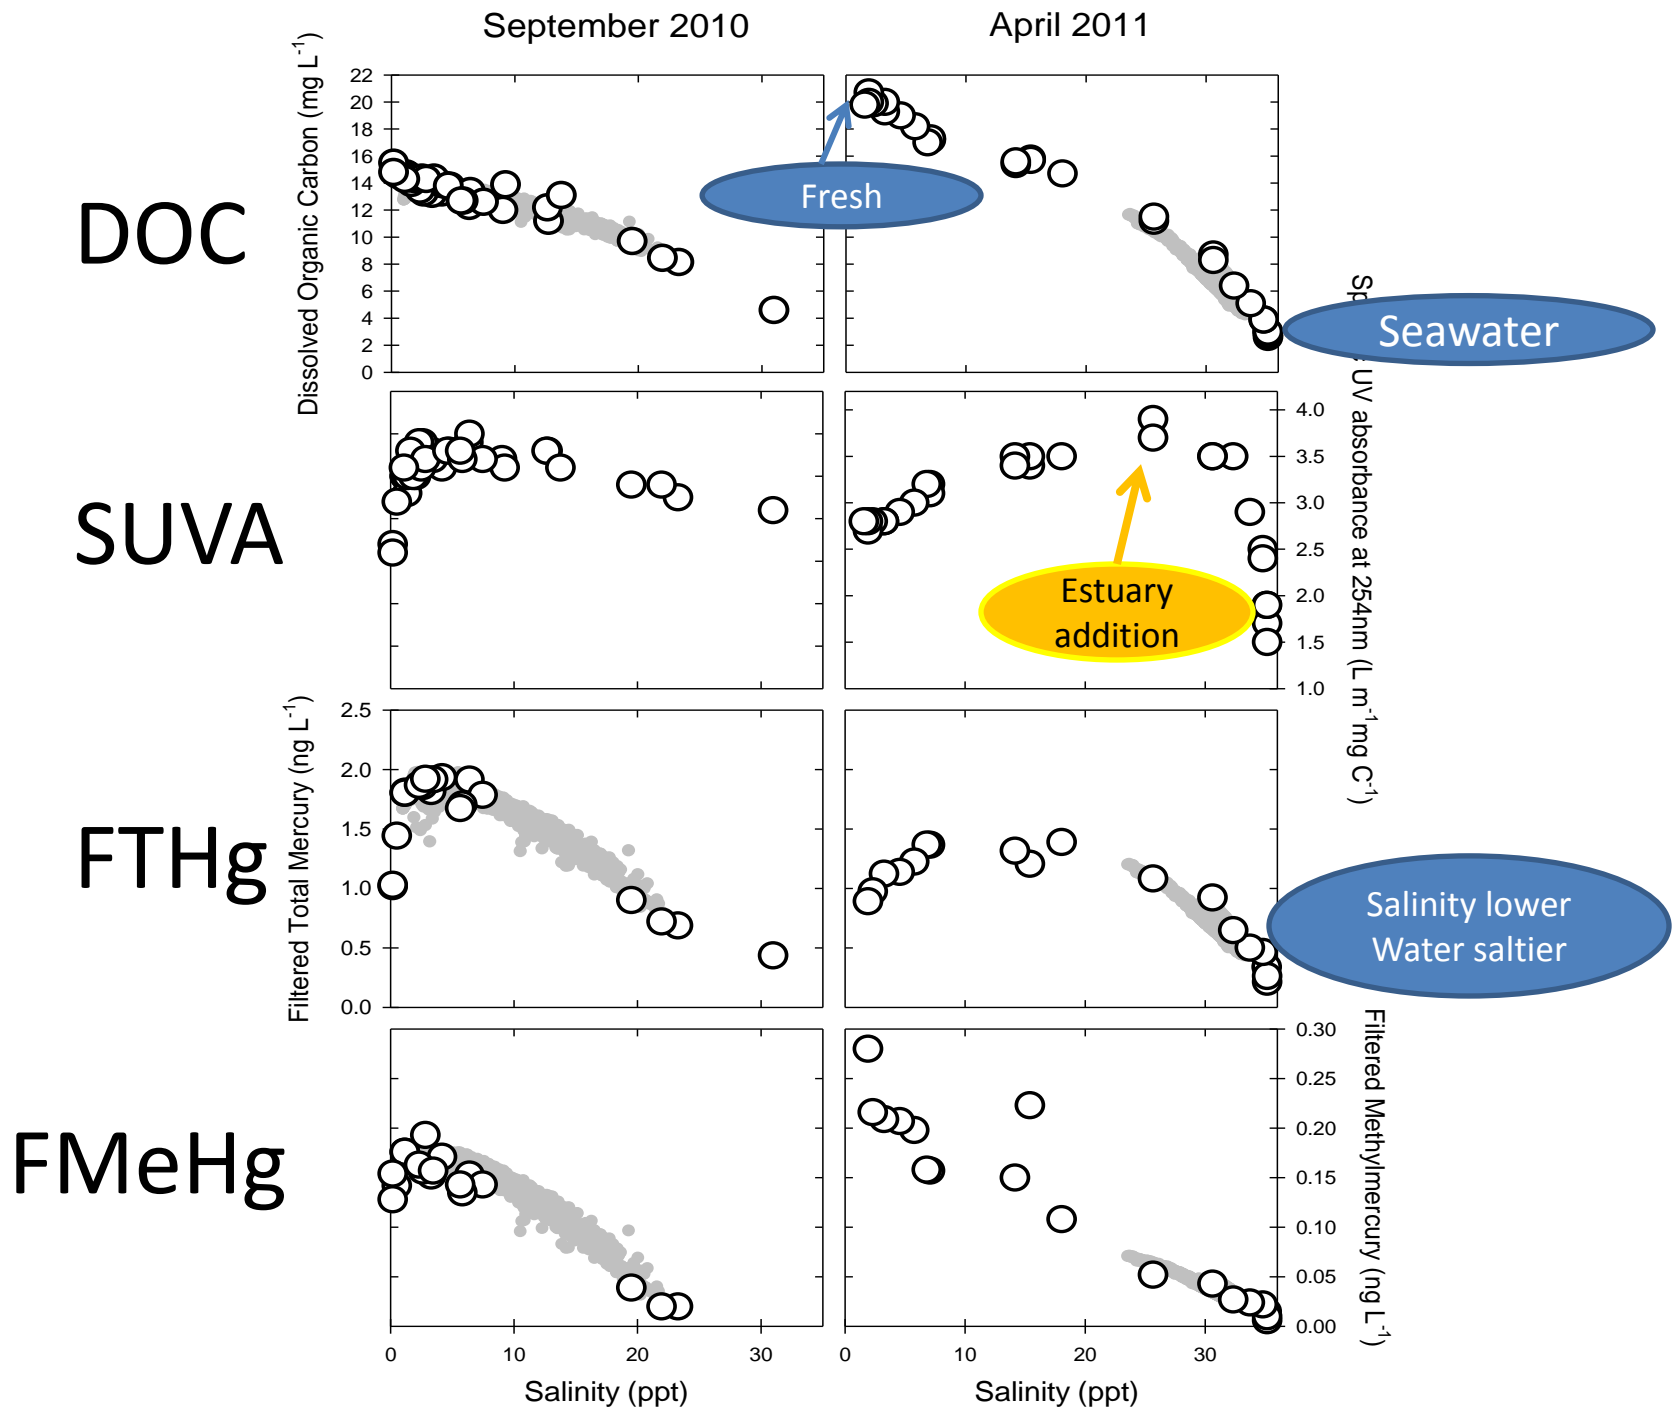 September 2010
April 2011
DOC
Dissolved Organic Carbon (mg L⁻¹)
22
20
18
16
14
12
10
8
6
4
2
0
Fresh
Seawater
SUVA
4.0
3.5
3.0
2.5
2.0
1.5
1.0
UV absorbance at 254nm (L m⁻¹mg C⁻¹)
Estuary
addition
FTHg
Filtered Total Mercury (ng L⁻¹)
2.5
2.0
1.5
1.0
0.5
0.0
Salinity lower
Water saltier
FMeHg
0.30
0.25
0.20
0.15
0.10
0.05
0.00
Filtered Methylmercury (ng L⁻¹)
0 10 20 30
0 10 20 30
Salinity (ppt)
Salinity (ppt)